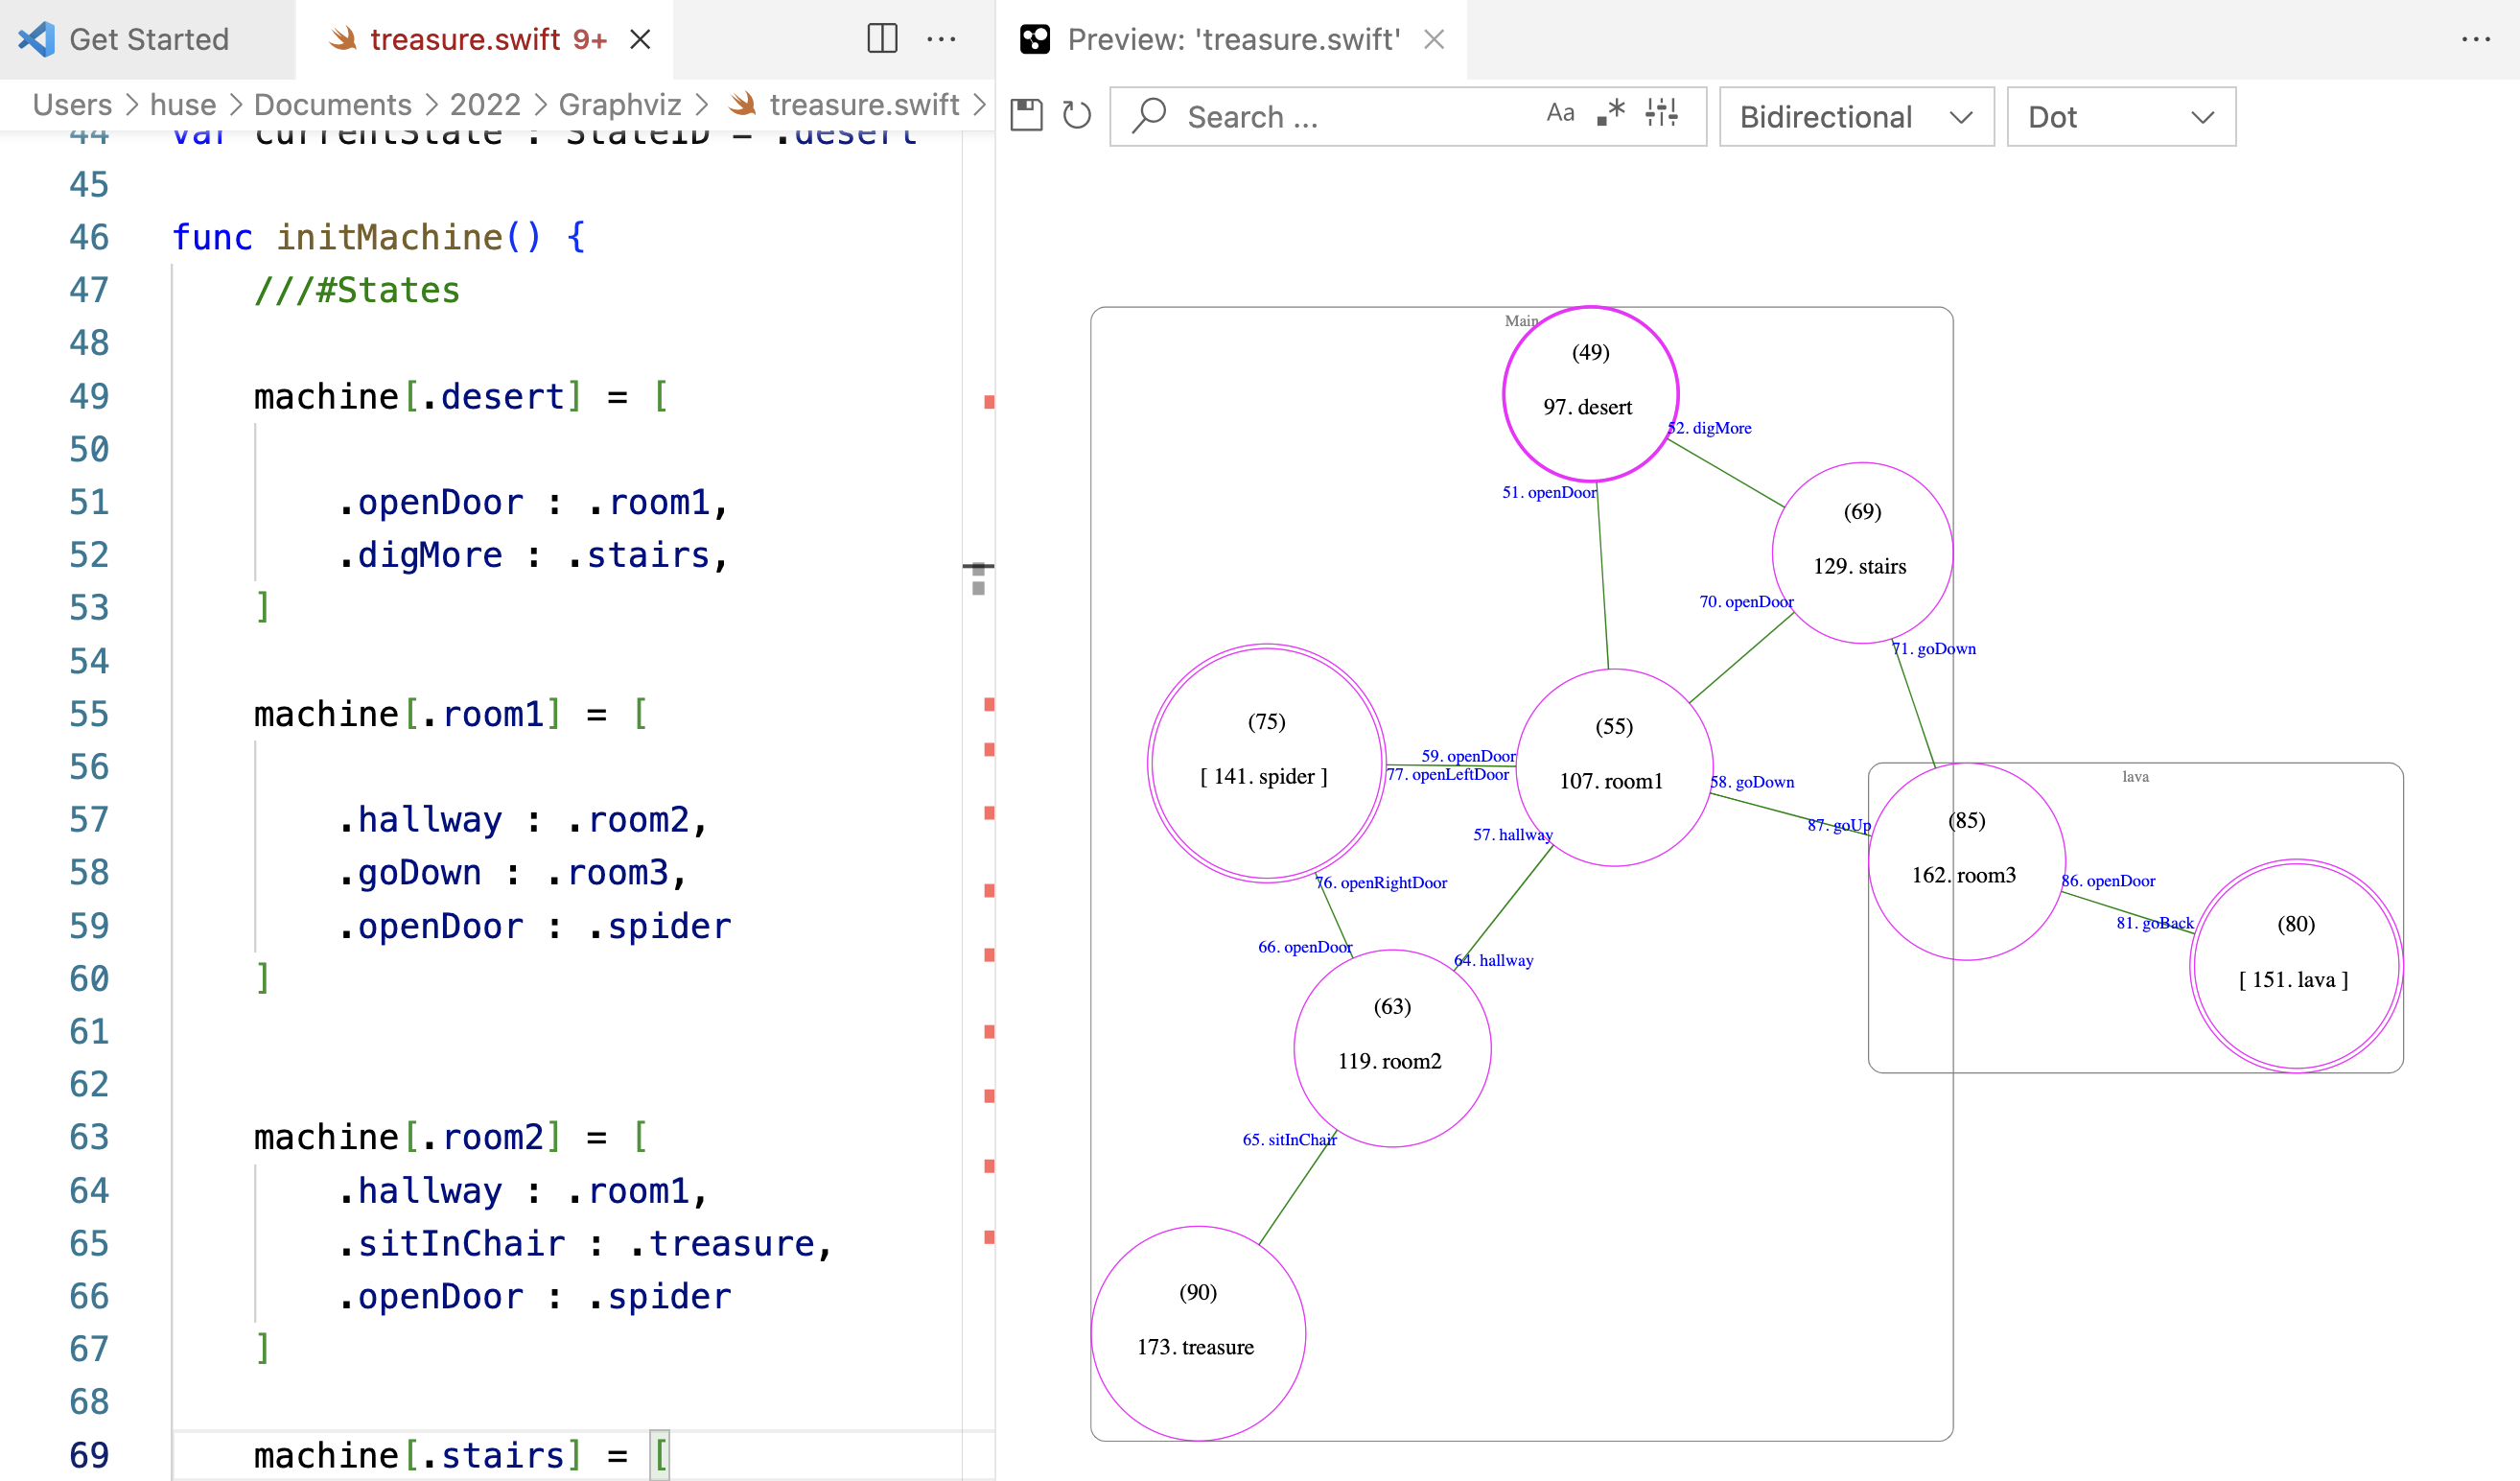 Get Started
treasure.swift 9+
Users > huse > Documents > 2022 > Graphviz > treasure.swift >
44 var currentState : StateID = .desert
45
46 func initMachine() {
47 ///#States
48
49 machine[.desert] = [
50
51 .openDoor : .room1,
52 .digMore : .stairs,
53 ]
54
55 machine[.room1] = [
56
57 .hallway : .room2,
58 .goDown : .room3,
59 .openDoor : .spider
60 ]
61
62
63 machine[.room2] = [
64 .hallway : .room1,
65 .sitInChair : .treasure,
66 .openDoor : .spider
67 ]
68
69 machine[.stairs] = [
Preview: 'treasure.swift'
Search ...
Aa
.*
Bidirectional
Dot
Main
(49)
97. desert
52. digMore
51. openDoor
(69)
129. stairs
70. openDoor
71. goDown
(75)
[ 141. spider ]
59. openDoor
77. openLeftDoor
(55)
107. room1
58. goDown
87. goUp
57. hallway
lava
(85)
162. room3
86. openDoor
81. goBack
(80)
[ 151. lava ]
76. openRightDoor
66. openDoor
64. hallway
(63)
119. room2
65. sitInChair
(90)
173. treasure